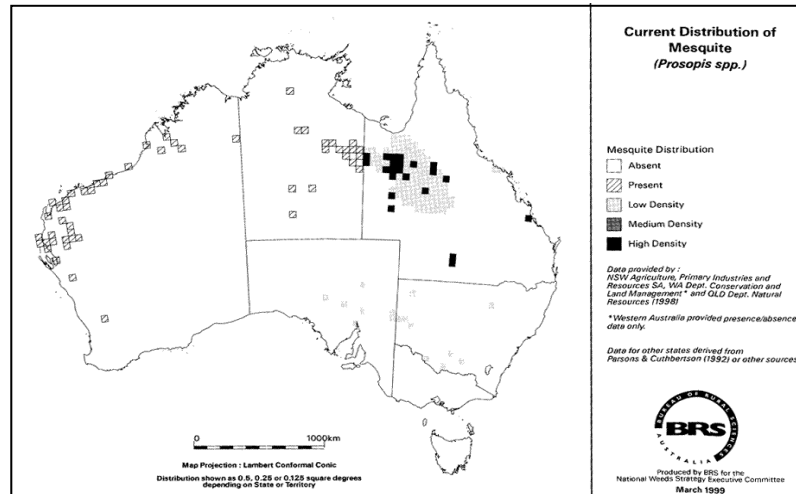 Current Distribution of
Mesquite
(Prosopis spp.)
Mesquite Distribution
Absent
Present
Low Density
Medium Density
High Density
Data provided by :
NSW Agriculture, Primary Industries and
Resources SA, WA Dept. Conservation and
Land Management* and QLD Dept. Natural
Resources (1998)
*Western Australia provided presence/absence
data only.
Data for other states derived from
Parsons & Cuthbertson (1992) or other sources
BUREAU OF RURAL SCIENCES
BRS
AUSTRALIA
Produced by BRS for the
National Weeds Strategy Executive Committee
March 1999
0 1000km
Map Projection : Lambert Conformal Conic
Distribution shown as 0.5, 0.25 or 0.125 square degrees
depending on State or Territory